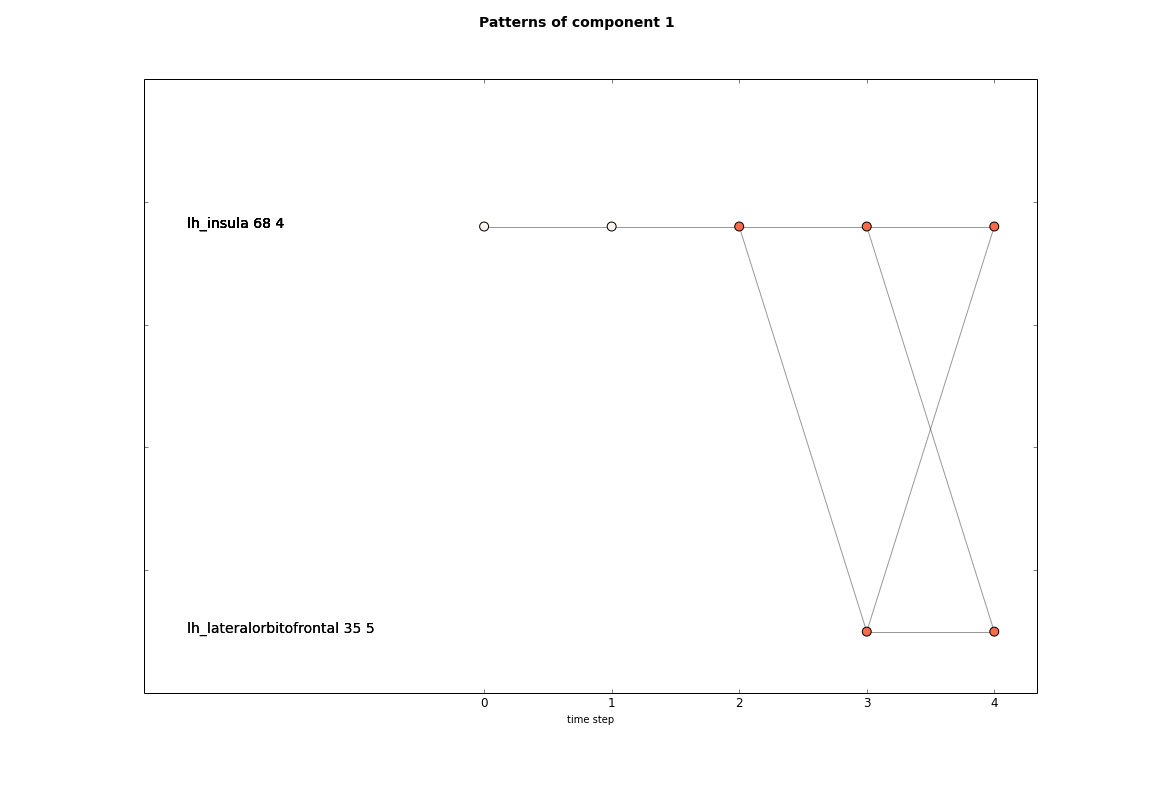 Patterns of component 1
lh_insula 68 4
lh_lateralorbitofrontal 35 5
0 1 2 3 4
time step